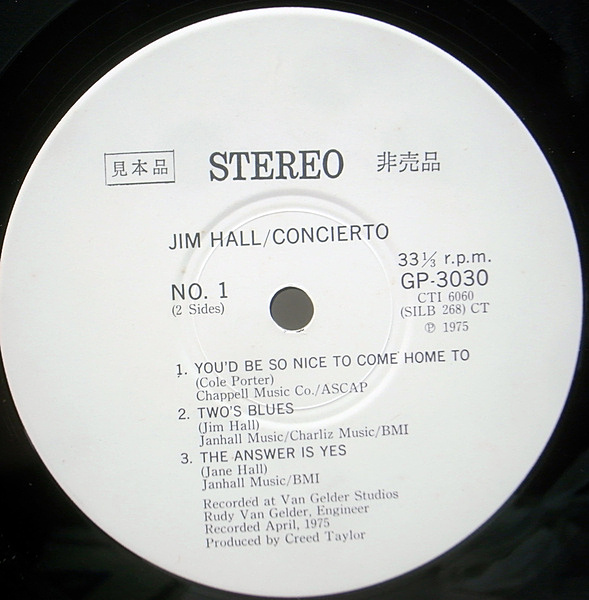 見本品 STEREO 非売品
JIM HALL/CONCIERTO
33⅓ r.p.m.
NO. 1 GP-3030
(2 Sides) CTI 6060
(SILB 268) CT
Ⓟ 1975
1. YOU'D BE SO NICE TO COME HOME TO
(Cole Porter)
Chappell Music Co./ASCAP
2. TWO'S BLUES
(Jim Hall)
Janhall Music/Charliz Music/BMI
3. THE ANSWER IS YES
(Jane Hall)
Janhall Music/BMI
Recorded at Van Gelder Studios
Rudy Van Gelder, Engineer
Recorded April, 1975
Produced by Creed Taylor